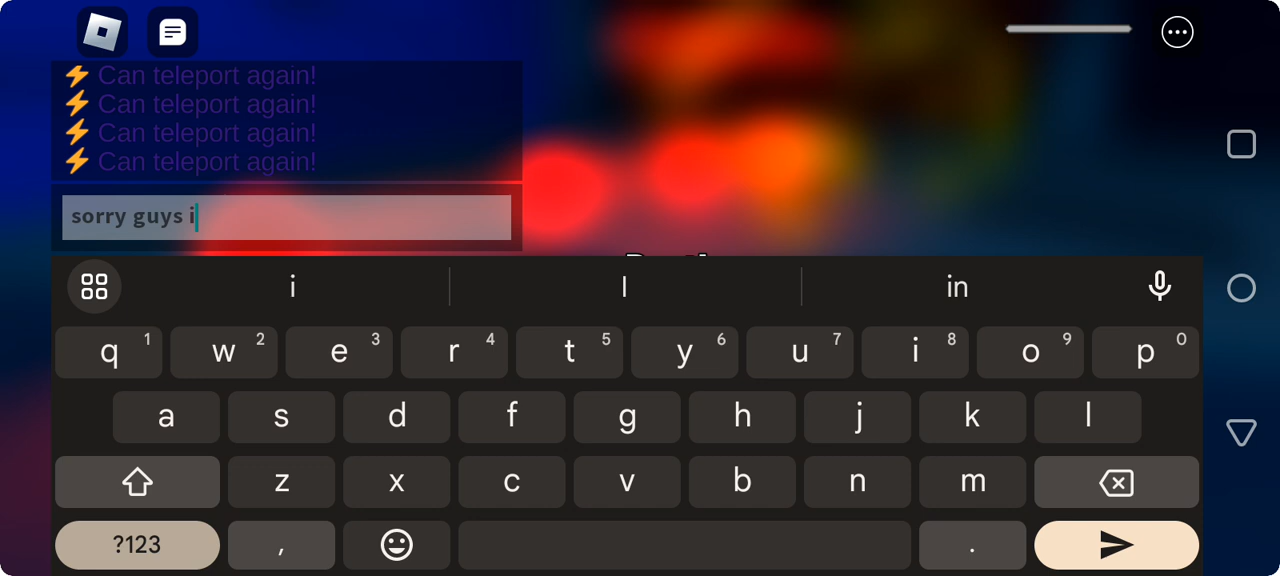 ⚡ Can teleport again!
⚡ Can teleport again!
⚡ Can teleport again!
⚡ Can teleport again!
sorry guys i
i I in
q 1 w 2 e 3 r 4 t 5 y 6 u 7 i 8 o 9 p 0
a s d f g h j k l
z x c v b n m
?123 , .